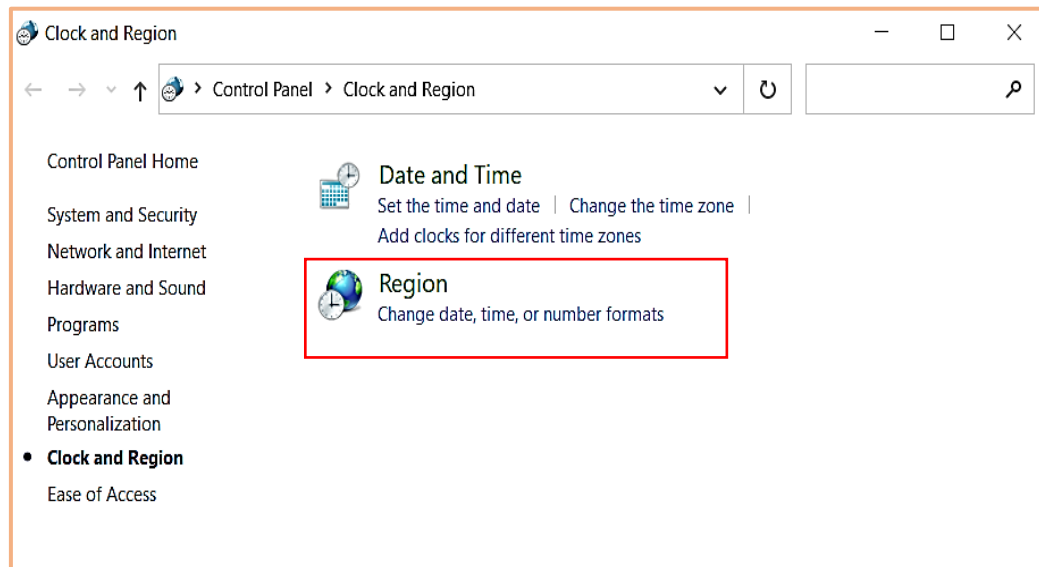 Clock and Region
Control Panel > Clock and Region
Control Panel Home
System and Security
Network and Internet
Hardware and Sound
Programs
User Accounts
Appearance and
Personalization
Clock and Region
Ease of Access
Date and Time
Set the time and date | Change the time zone |
Add clocks for different time zones
Region
Change date, time, or number formats